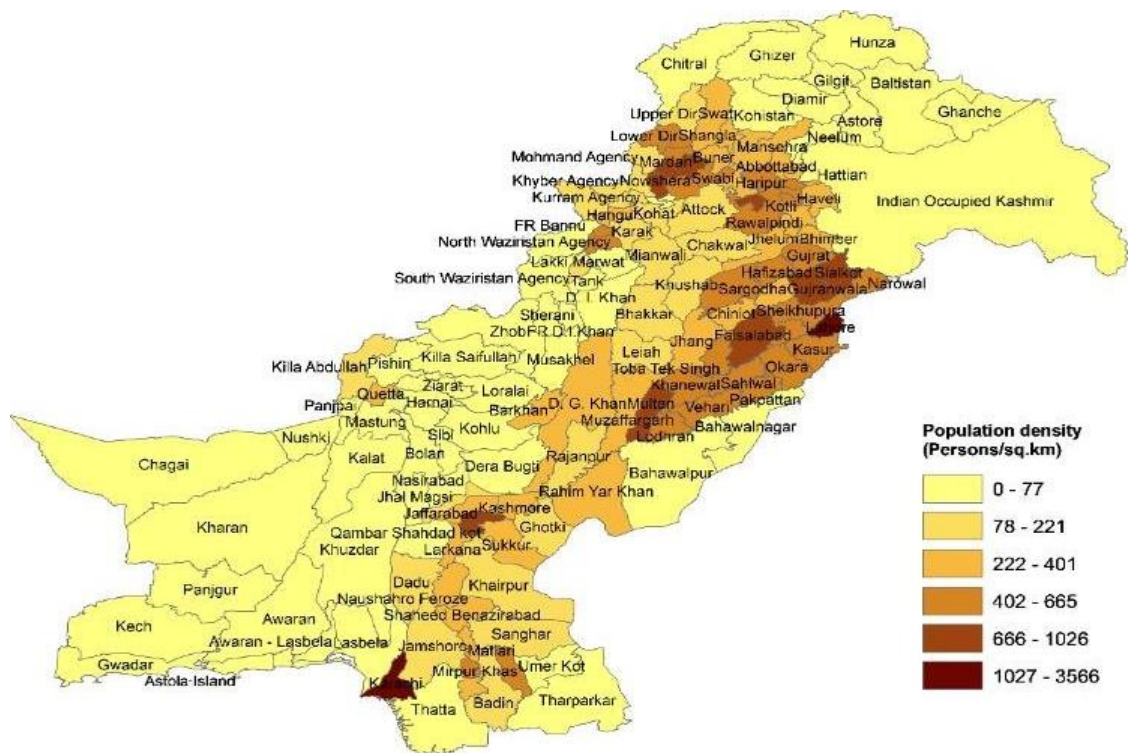 Hunza
Ghizer
Chitral
Gilgit
Baltistan
Diamir
Ghanche
Upper Dir Swat
Kohistan
Astore
Neelum
Lower Dir Shangla
Mansehra
Mohmand Agency
Mardan
Buner
Abbottabad
Hattian
Khyber Agency
Nowshera
Swabi
Haripur
Kurram Agency
Kotli
Haveli
Indian Occupied Kashmir
Hangu
Kohat
Attock
Rawalpindi
FR Bannu
Karak
North Waziristan Agency
Chakwal
Jhelum
Bhimber
Mianwali
Lakki Marwat
Gujrat
South Waziristan Agency
Tank
Khushab
Hafizabad
Sialkot
Sargodha
Gujranwala
Narowal
D. I. Khan
Sherani
Bhakkar
Chiniot
Sheikhupura
Zhob
FR D.I.Khan
Lahore
Faisalabad
Killa Abdullah
Pishin
Killa Saifullah
Musakhel
Leiah
Jhang
Kasur
Toba Tek Singh
Okara
Ziarat
Loralai
Khanewal
Sahiwal
Quetta
Harnai
Panjpai
Barkhan
D. G. Khan
Multan
Vehari
Pakpattan
Mastung
Muzaffargarh
Kohlu
Lodhran
Bahawalnagar
Nushki
Sibi
Chagai
Kalat
Bolan
Dera Bugti
Rajanpur
Bahawalpur
Nasirabad
Jhal Magsi
Rahim Yar Khan
Kharan
Jaffarabad
Kashmore
Qambar Shahdad kot
Ghotki
Khuzdar
Larkana
Sukkur
Panjgur
Dadu
Khairpur
Naushahro Feroze
Awaran
Shaheed Benazirabad
Kech
Awaran - Lasbela
Lasbela
Sanghar
Jamshoro
Matiari
Gwadar
Mirpur Khas
Umer Kot
Astola-Island
Karachi
Badin
Tharparkar
Thatta
Population density
(Persons/sq.km)
0 - 77
78 - 221
222 - 401
402 - 665
666 - 1026
1027 - 3566